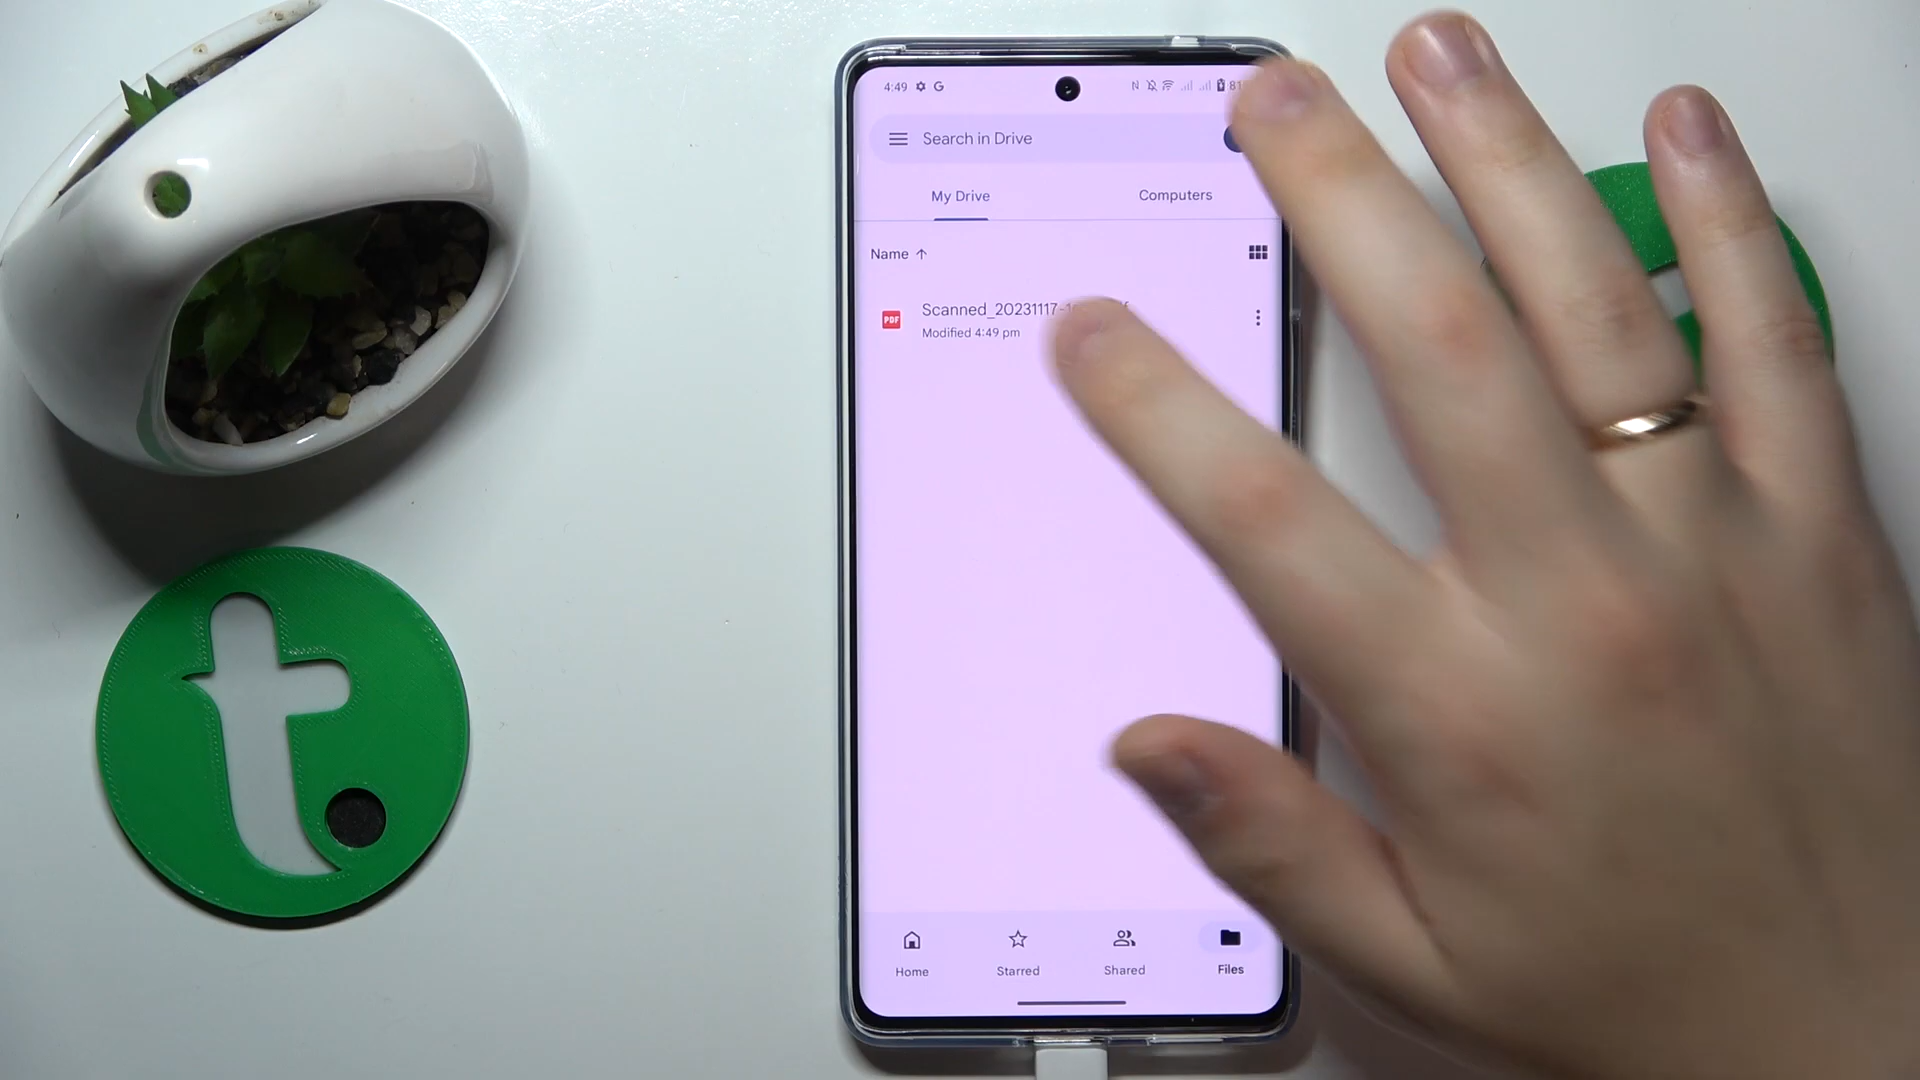 4:49
Search in Drive
My Drive
Computers
Name
PDF
Scanned_20231117-
Modified 4:49 pm
Home
Starred
Shared
Files
t.